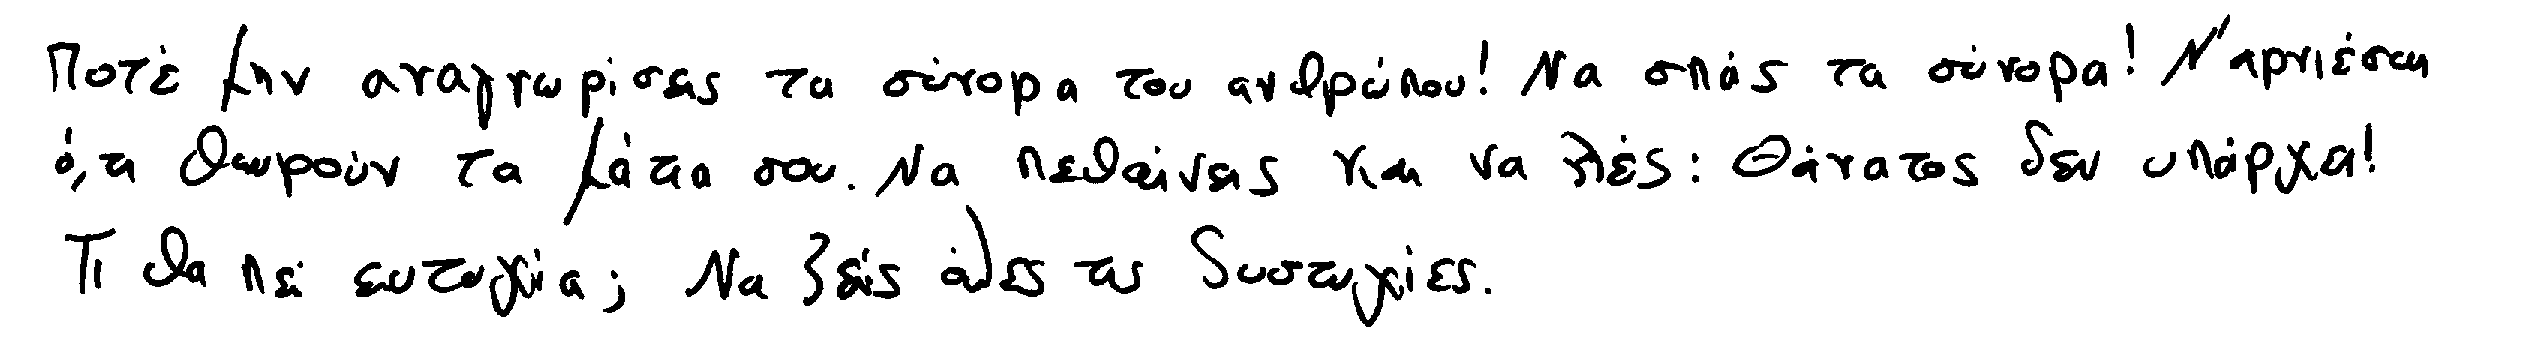 Ποτέ μην αναγνωρίσεις τα σύνορα του ανθρώπου! Να σπάς τα σύνορα! Ν'αρνιέσαι
ό,τι θωρούν τα μάτια σου. Να πεθαίνεις και να λές: Θάνατος δεν υπάρχει!
Τι θα πεί ευτυχία; Να ζείς όλες τις δυστυχίες.